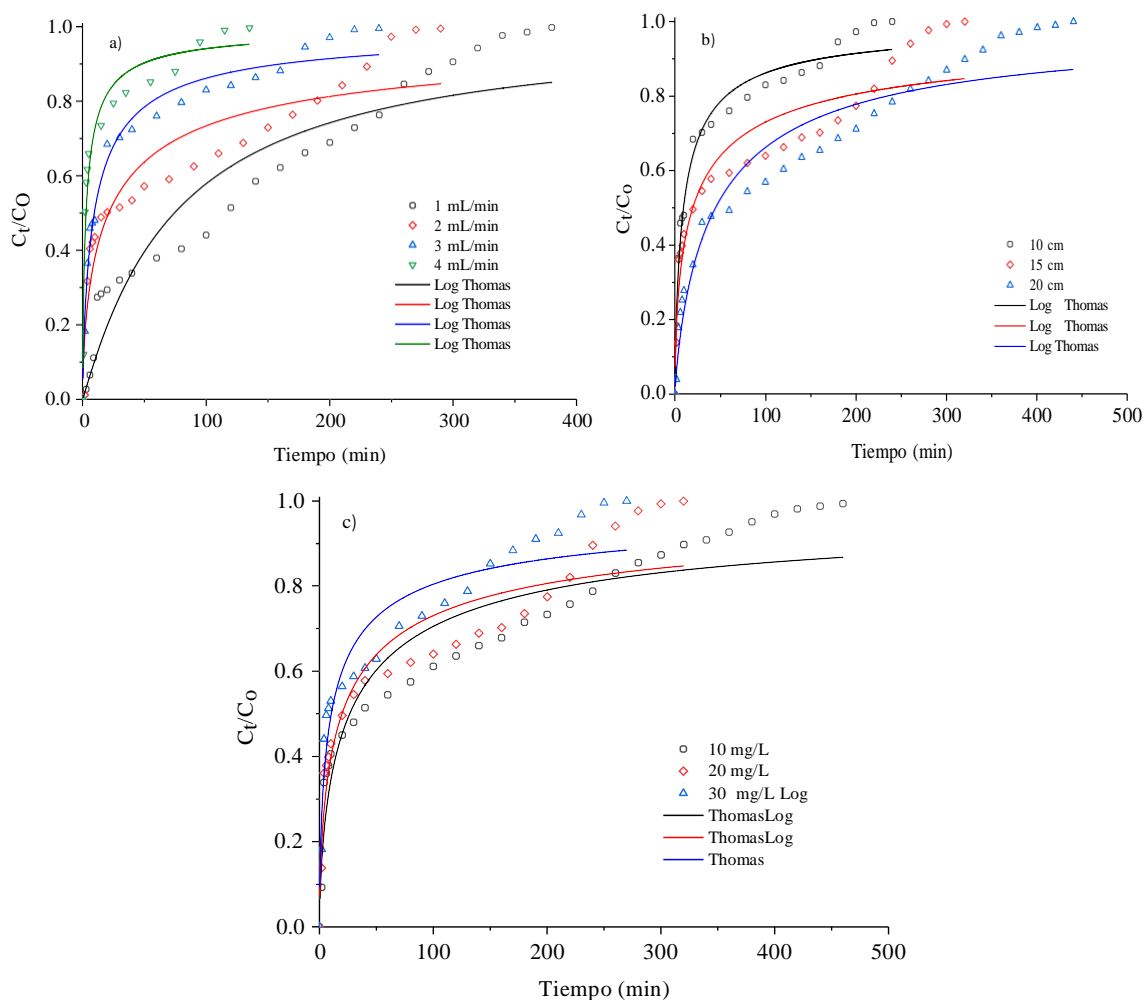 a)
1.0
0.8
0.6
0.4
0.2
0.0
Ct/CO
1 mL/min
2 mL/min
3 mL/min
4 mL/min
Log Thomas
Log Thomas
Log Thomas
Log Thomas
0 100 200 300 400
Tiempo (min)
b)
1.0
0.8
0.6
0.4
0.2
0.0
Ct/Co
10 cm
15 cm
20 cm
Log Thomas
Log Thomas
Log Thomas
0 100 200 300 400 500
Tiempo (min)
c)
1.0
0.8
0.6
0.4
0.2
0.0
Ct/Co
10 mg/L
20 mg/L
30 mg/L Log
ThomasLog
ThomasLog
Thomas
0 100 200 300 400 500
Tiempo (min)